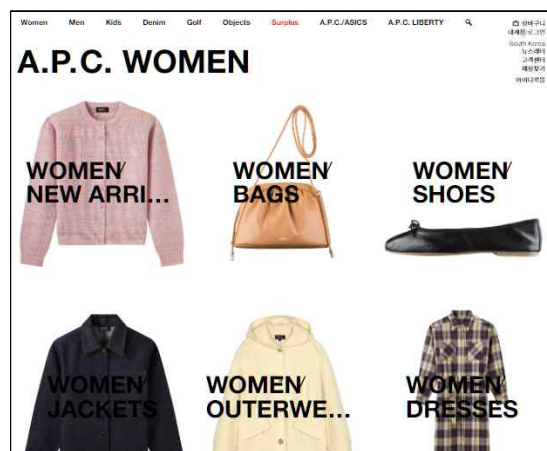 Women Men Kids Denim Golf Objects Surplus A.P.C./ASICS A.P.C. LIBERTY
장바구니
내계정/로그인
South Korea
뉴스레터
고객센터
매장찾기
A.P.C. WOMEN
WOMEN/
NEW ARRI...
WOMEN/
BAGS
WOMEN/
SHOES
WOMEN/
JACKETS
WOMEN/
OUTERWE...
WOMEN/
DRESSES